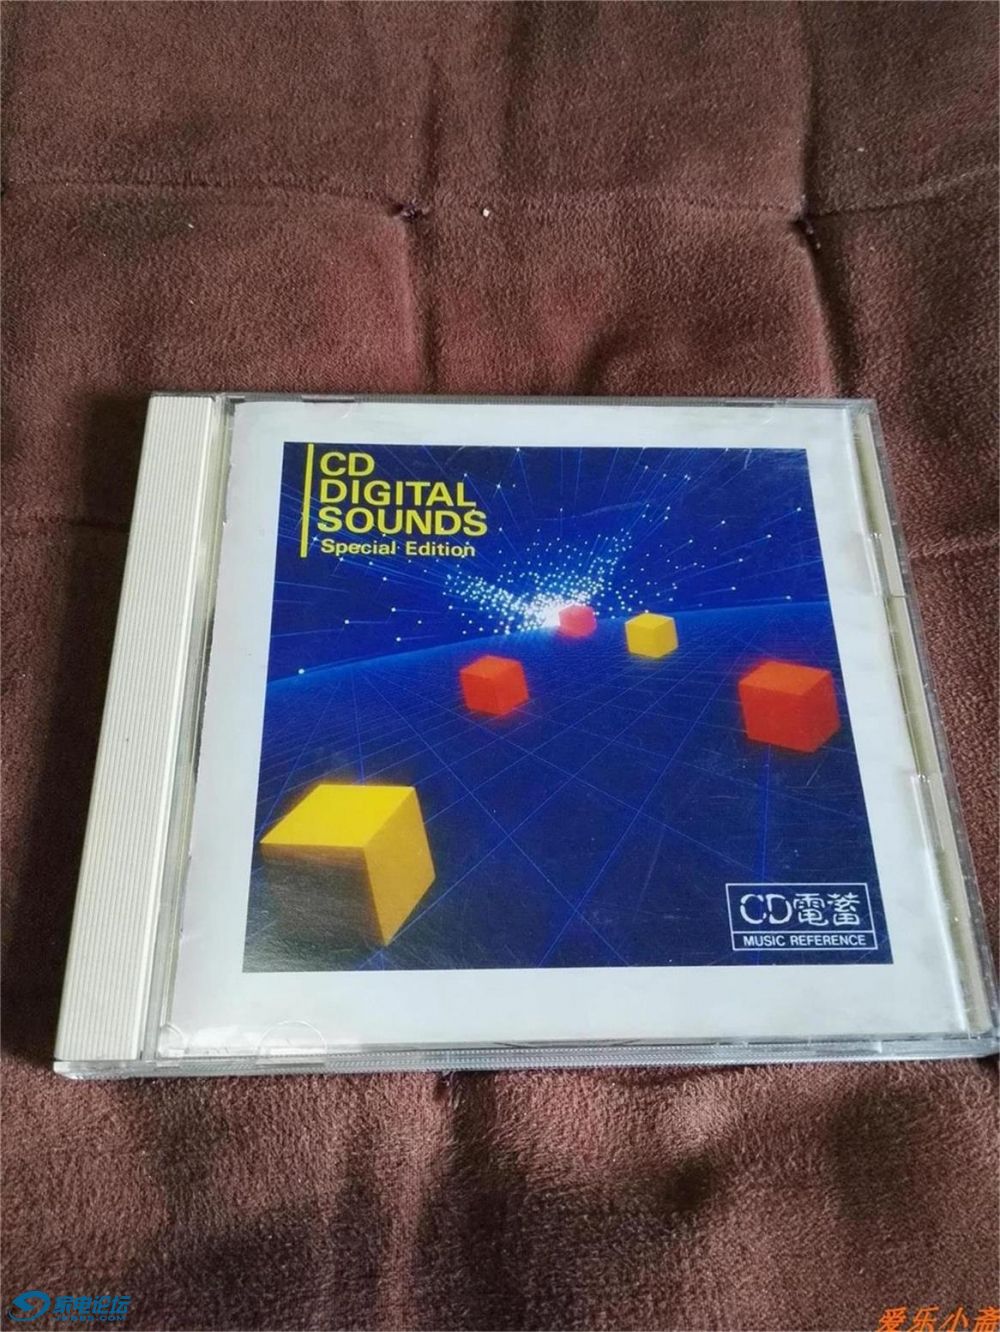 CD
DIGITAL
SOUNDS
Special Edition
CD電蓄
MUSIC REFERENCE
家电论坛
爱乐小斋